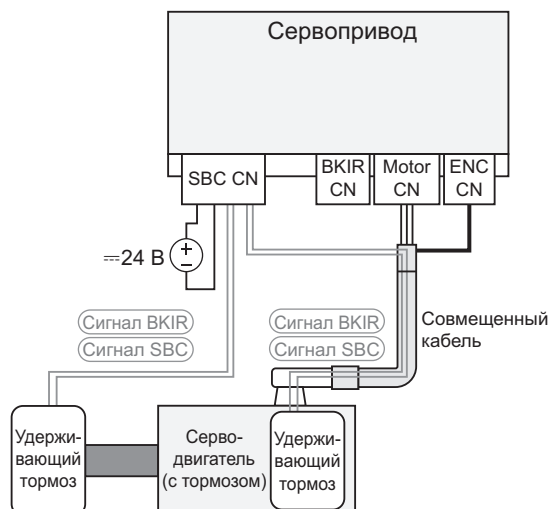 Сервопривод
SBC CN
BKIR
CN
Motor
CN
ENC
CN
⎓24 В
+
−
Сигнал BKIR
Сигнал SBC
Сигнал BKIR
Сигнал SBC
Совмещенный
кабель
Удержи-
вающий
тормоз
Серво-
двигатель
(с тормозом)
Удержи-
вающий
тормоз